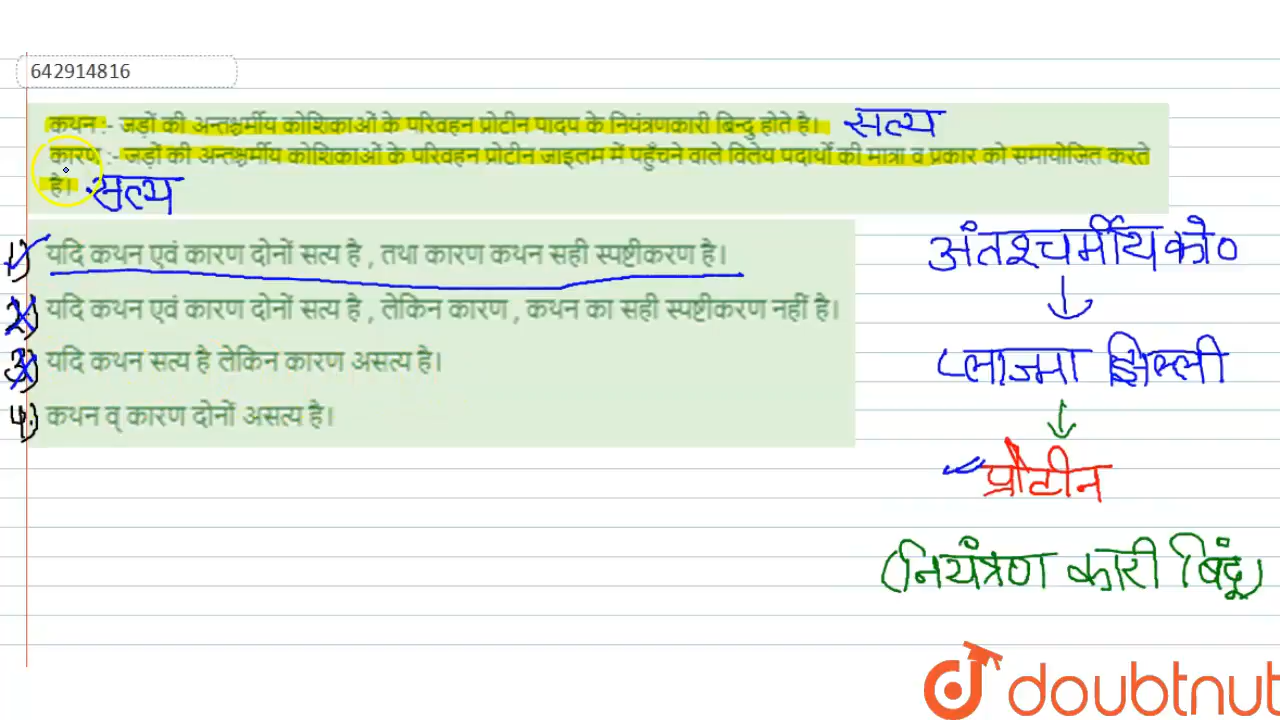 642914816
कथन :- जड़ों की अन्तश्चर्मीय कोशिकाओं के परिवहन प्रोटीन पादप के नियंत्रणकारी बिन्दु होते है। सत्य
कारण :- जड़ों की अन्तश्चर्मीय कोशिकाओं के परिवहन प्रोटीन जाइलम में पहुँचने वाले विलेय पदार्थो की मात्रा व प्रकार को समायोजित करते
है। सत्य
1) यदि कथन एवं कारण दोनों सत्य है , तथा कारण कथन सही स्पष्टीकरण है।
2) यदि कथन एवं कारण दोनों सत्य है , लेकिन कारण , कथन का सही स्पष्टीकरण नहीं है।
3) यदि कथन सत्य है लेकिन कारण असत्य है।
4.) कथन व् कारण दोनों असत्य है।
अंतश्चर्मीय को०
प्लाज्मा झिल्ली
प्रोटीन
(नियंत्रण कारी बिंदू)
doubtnut